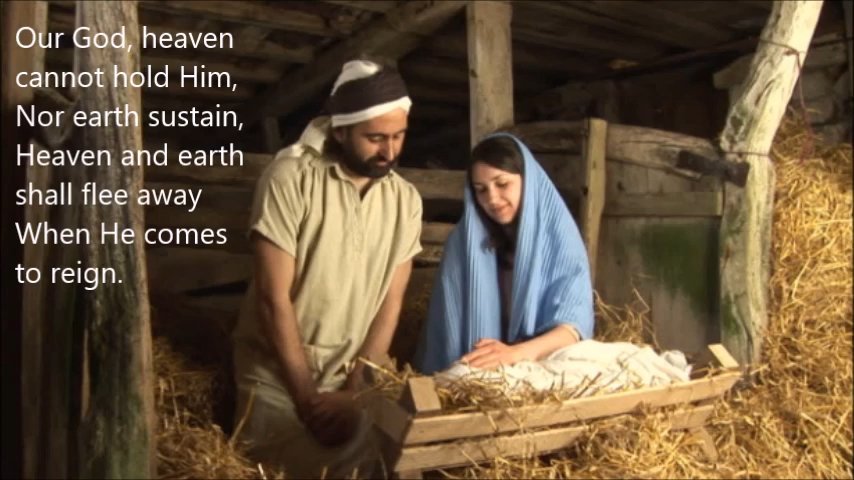 Our God, heaven
cannot hold Him,
Nor earth sustain,
Heaven and earth
shall flee away
When He comes
to reign.